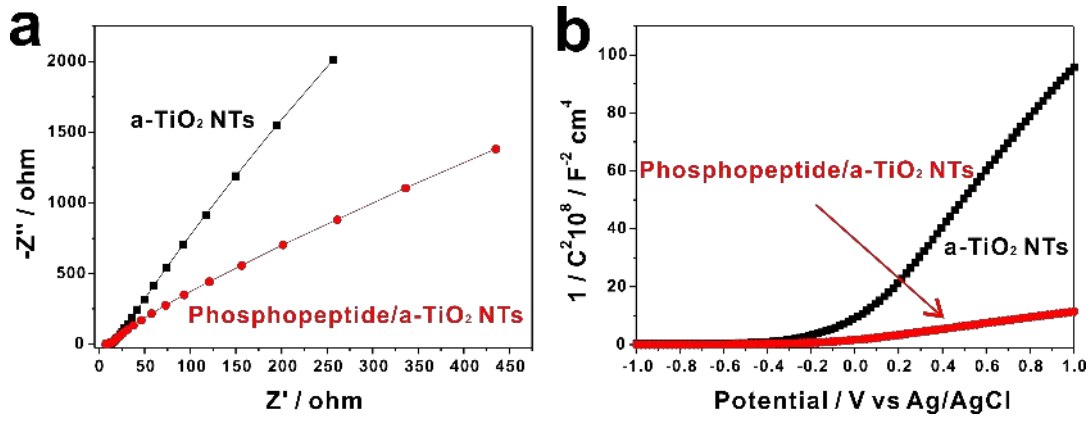 a
2000
1500
1000
500
0
-Z'' / ohm
a-TiO₂ NTs
Phosphopeptide/a-TiO₂ NTs
0 50 100 150 200 250 300 350 400 450
Z' / ohm
b
100
80
60
40
20
0
1 / C²10⁸ / F⁻² cm⁴
Phosphopeptide/a-TiO₂ NTs
a-TiO₂ NTs
-1.0 -0.8 -0.6 -0.4 -0.2 0.0 0.2 0.4 0.6 0.8 1.0
Potential / V vs Ag/AgCl